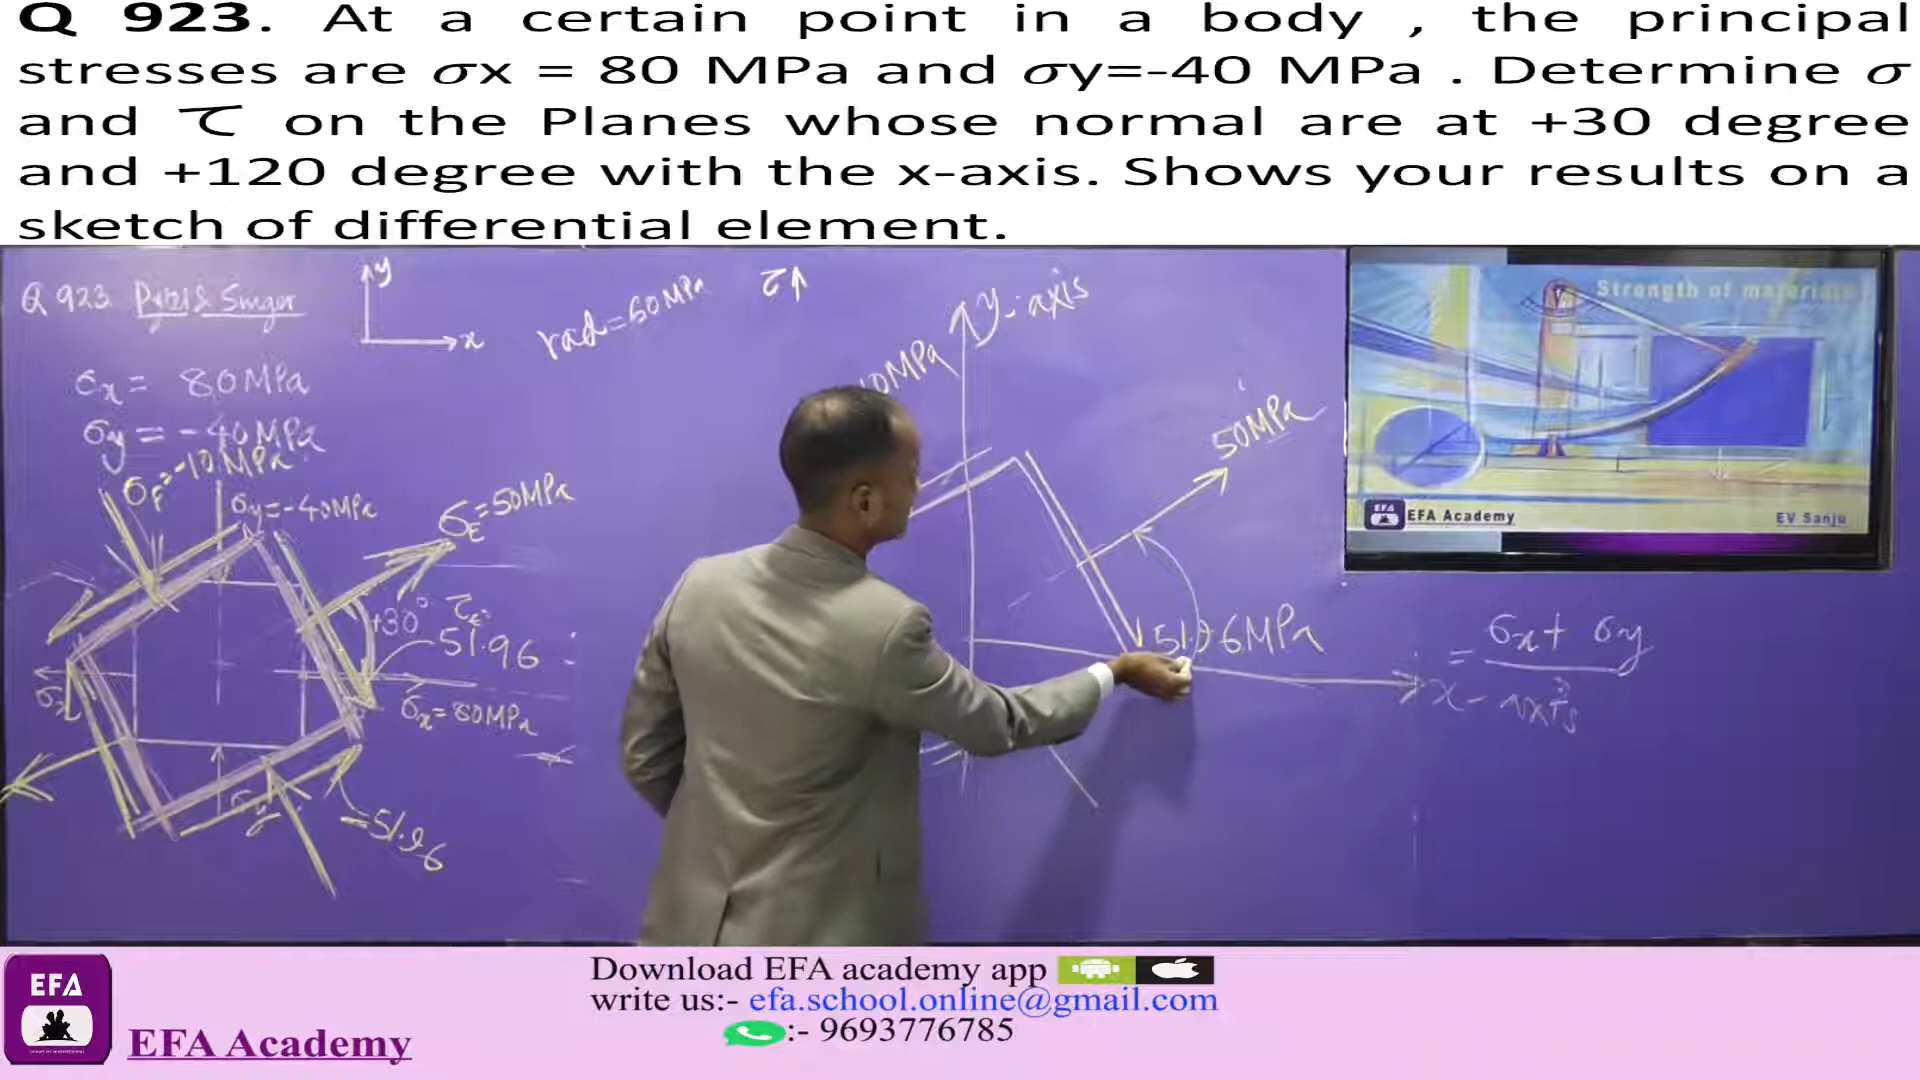 Q 923. At a certain point in a body , the principal
stresses are σx = 80 MPa and σy=-40 MPa . Determine σ
and τ on the Planes whose normal are at +30 degree
and +120 degree with the x-axis. Shows your results on a
sketch of differential element.
Q 923
y
x
σx = 80MPa
σy = -40MPa
rad=60MPa
τ↑
y-axis
50MPa
51.96MPa
σF=-10MPa
σy=-40MPa
σE=50MPa
+30°
τE=
51.96
σx=80MPa
σx
σy
=51.96
= σx + σy
x-
Strength of materials
EFA
EFA Academy
EV Sanju
EFA
EFA Academy
Download EFA academy app
write us:- efa.school.online@gmail.com
:- 9693776785